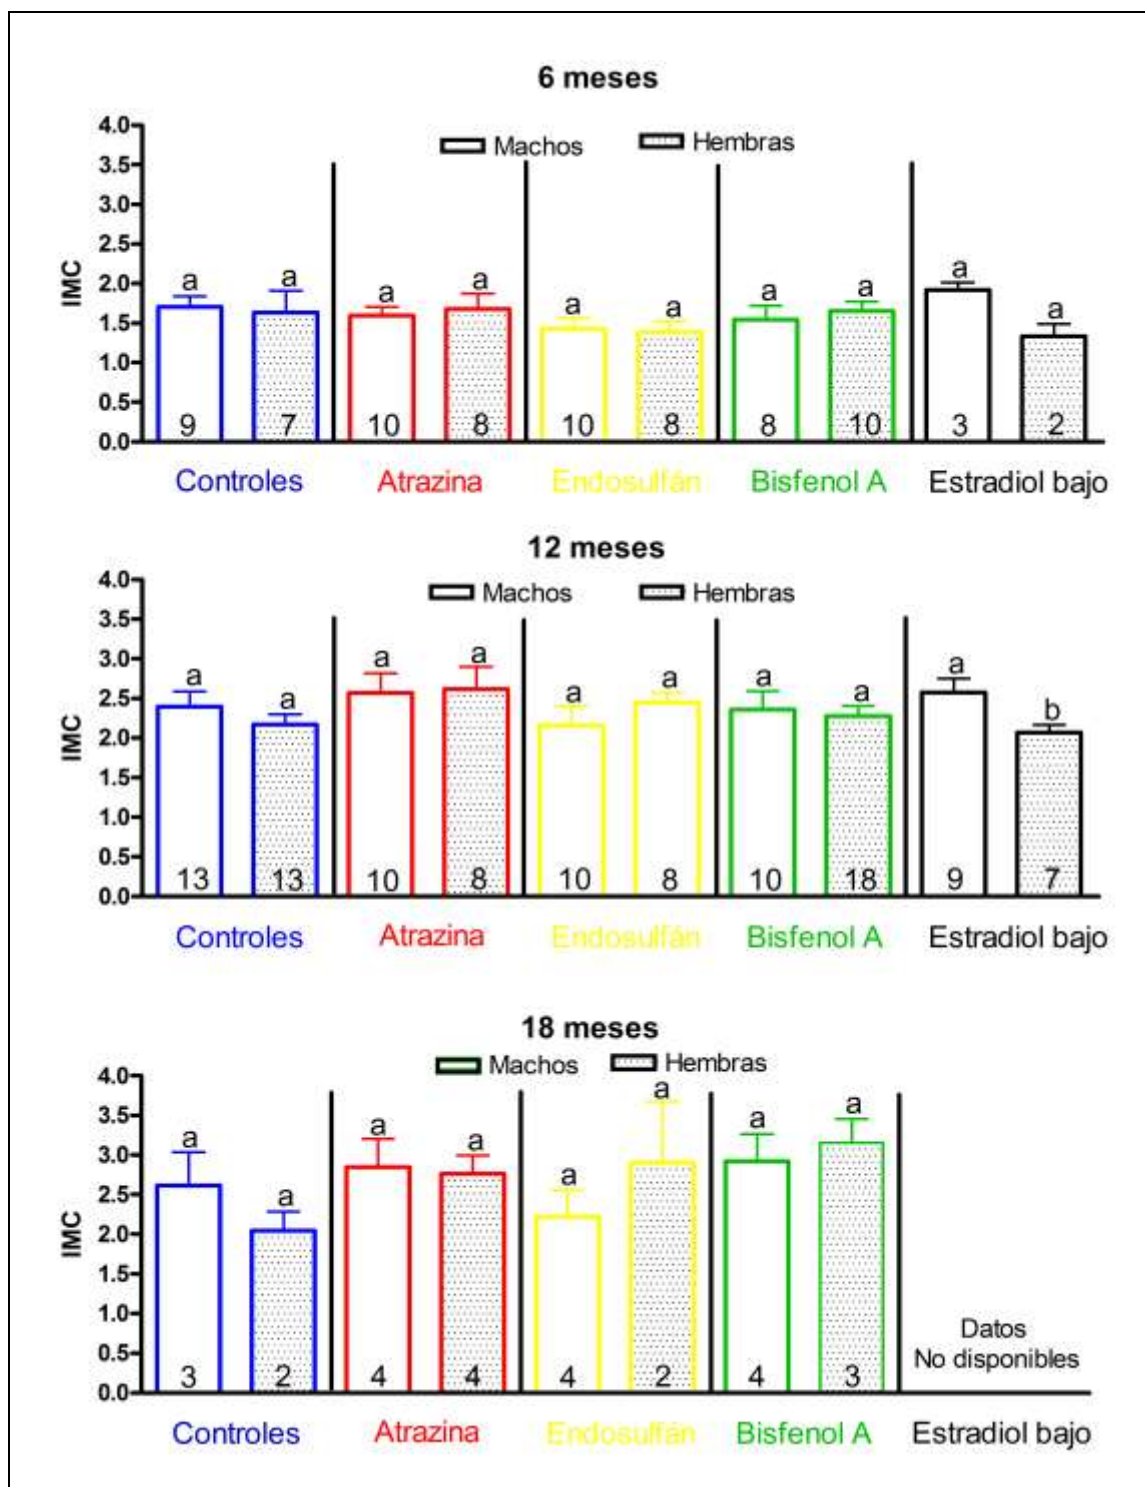 6 meses
4.0
Machos Hembras
3.5
3.0
2.5
2.0
1.5
1.0
0.5
0.0
IMC
a a a a a a a a a a
9 7 10 8 10 8 8 10 3 2
Controles Atrazina Endosulfán Bisfenol A Estradiol bajo
12 meses
4.0
Machos Hembras
3.5
3.0
2.5
2.0
1.5
1.0
0.5
0.0
IMC
a a a a a a a a a b
13 13 10 8 10 8 10 18 9 7
Controles Atrazina Endosulfán Bisfenol A Estradiol bajo
18 meses
Machos Hembras
4.0
3.5
3.0
2.5
2.0
1.5
1.0
0.5
0.0
IMC
a a a a a a a a
Datos
No disponibles
3 2 4 4 4 2 4 3
Controles Atrazina Endosulfán Bisfenol A Estradiol bajo